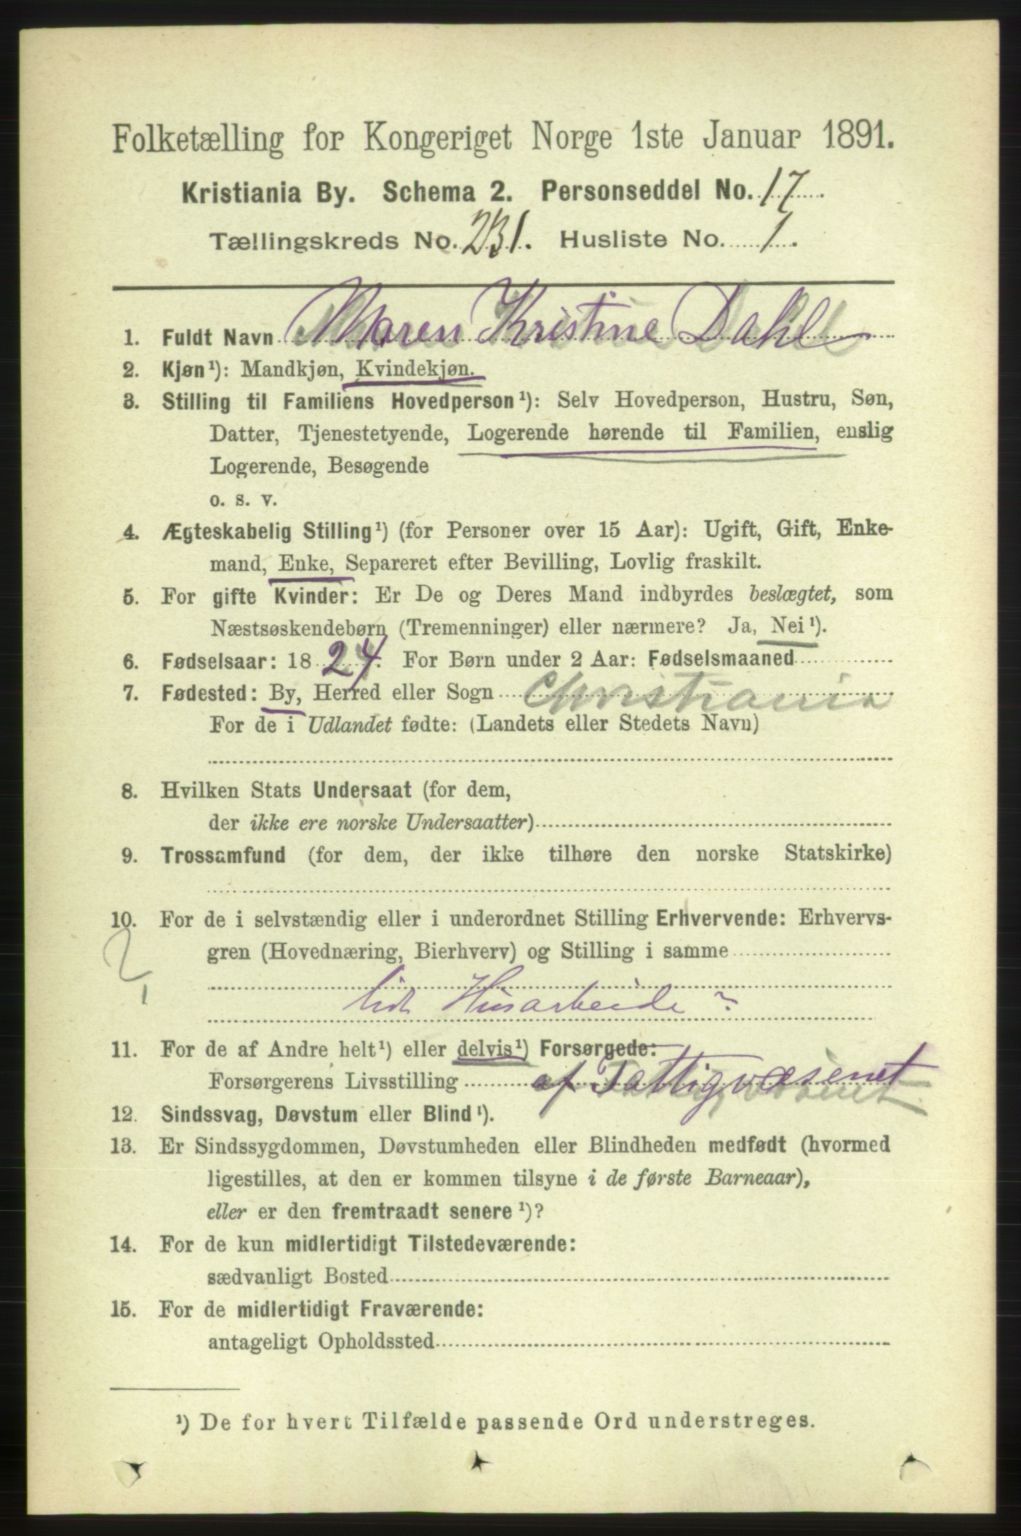 Folketælling for Kongeriget Norge 1ste Januar 1891.
Kristiania By. Schema 2. Personseddel No. 17.
Tællingskreds No. 231. Husliste No. 1.
1. Fuldt Navn Maren Kristine Dahl
2. Kjøn¹): Mandkjøn, Kvindekjøn.
3. Stilling til Familiens Hovedperson¹): Selv Hovedperson, Hustru, Søn,
Datter, Tjenestetyende, Logerende hørende til Familien, enslig
Logerende, Besøgende
o. s. v.
4. Ægteskabelig Stilling¹) (for Personer over 15 Aar): Ugift, Gift, Enke-
mand, Enke, Separeret efter Bevilling, Lovlig fraskilt.
5. For gifte Kvinder: Er De og Deres Mand indbyrdes beslægtet, som
Næstsøskendebørn (Tremenninger) eller nærmere? Ja, Nei¹).
6. Fødselsaar: 1824. For Børn under 2 Aar: Fødselsmaaned
7. Fødested: By, Herred eller Sogn Christiania
For de i Udlandet fødte: (Landets eller Stedets Navn)
8. Hvilken Stats Undersaat (for dem,
der ikke ere norske Undersaatter)
9. Trossamfund (for dem, der ikke tilhøre den norske Statskirke)
10. For de i selvstændig eller i underordnet Stilling Erhvervende: Erhvervs-
gren (Hovednæring, Bierhverv) og Stilling i samme
lidt Husarbeide
11. For de af Andre helt¹) eller delvis¹) Forsørgede:
Forsørgerens Livsstilling af Fattigvæsenet
12. Sindssvag, Døvstum eller Blind¹).
13. Er Sindssygdommen, Døvstumheden eller Blindheden medfødt (hvormed
ligestilles, at den er kommen tilsyne i de første Barneaar),
eller er den fremtraadt senere¹)?
14. For de kun midlertidigt Tilstedeværende:
sædvanligt Bosted
15. For de midlertidigt Fraværende:
antageligt Opholdssted
¹) De for hvert Tilfælde passende Ord understreges.